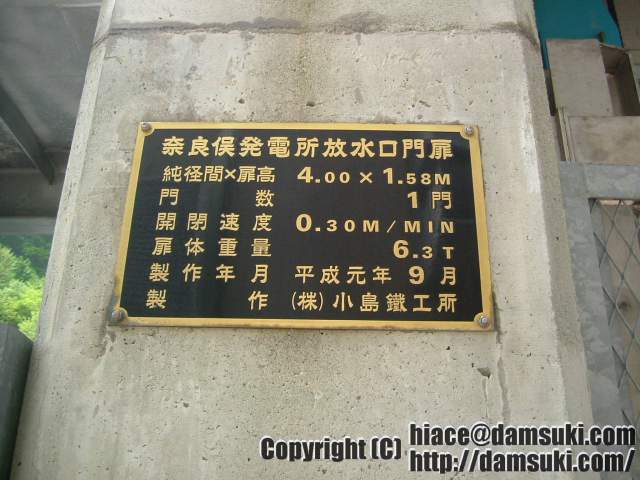 奈良俣発電所放水口門扉
純径間×扉高 4.00×1.58M
門数 1門
開閉速度 0.30M/MIN
扉体重量 6.3T
製作年月 平成元年9月
製作 (株)小島鐵工所
Copyright (C) hiace@damsuki.com
http://damsuki.com/